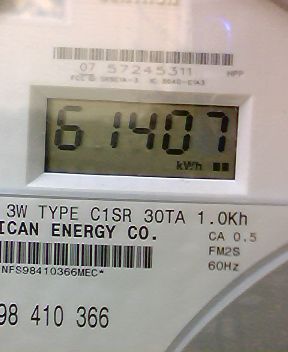 07 57245311 HPP
61407
kWh
3W TYPE C1SR 30TA 1.0Kh
ICAN ENERGY CO.
CA 0.5
FM2S
60Hz
NFS98410366MEC*
98 410 366